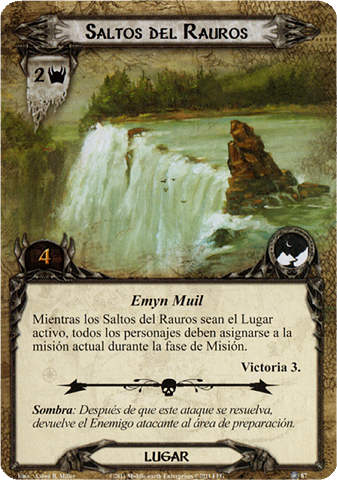 SALTOS DEL RAUROS
2
4
Emyn Muil
Mientras los Saltos del Rauros sean el Lugar
activo, todos los personajes deben asignarse a la
misión actual durante la fase de Misión.
Victoria 3.
Sombra: Después de que este ataque se resuelva,
devuelve el Enemigo atacante al área de preparación.
LUGAR